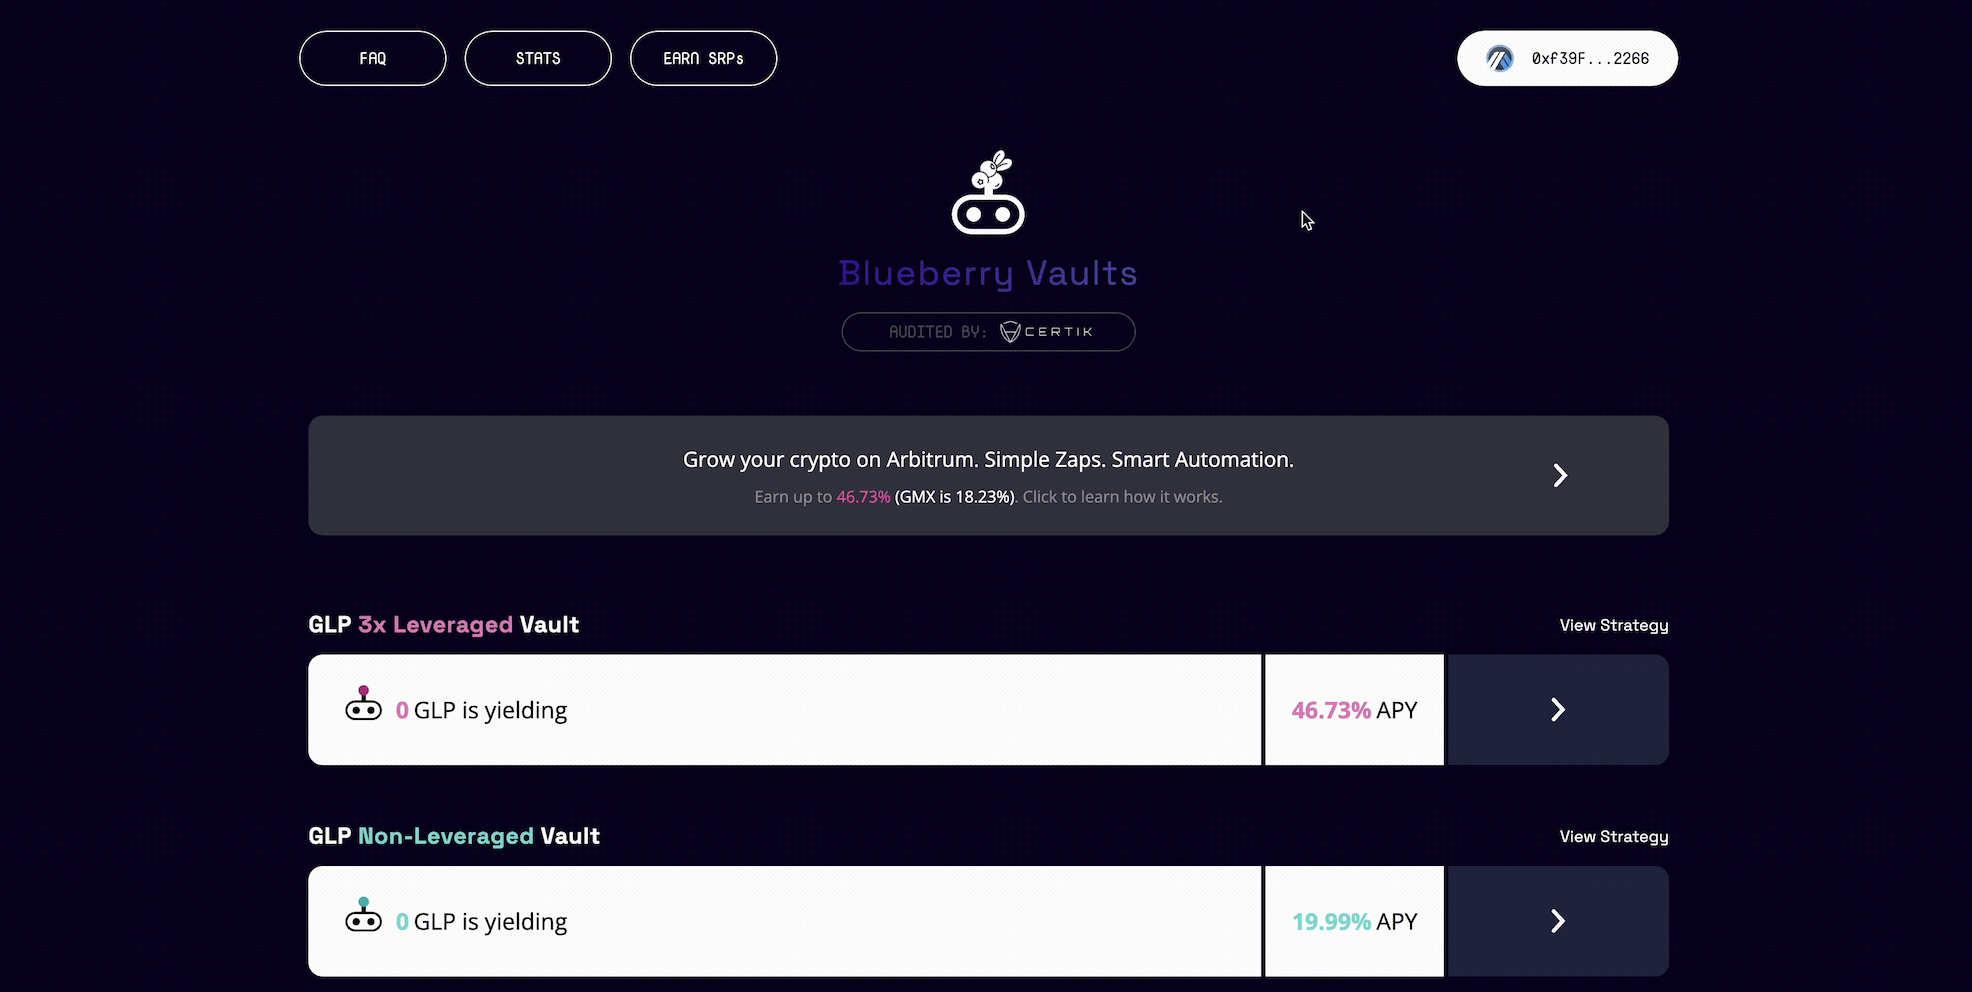 FAQ
STATS
EARN SRPs
0xf39F...2266
Blueberry Vaults
AUDITED BY: CERTIK
Grow your crypto on Arbitrum. Simple Zaps. Smart Automation.
Earn up to 46.73% (GMX is 18.23%). Click to learn how it works.
GLP 3x Leveraged Vault
View Strategy
0 GLP is yielding
46.73% APY
GLP Non-Leveraged Vault
View Strategy
0 GLP is yielding
19.99% APY